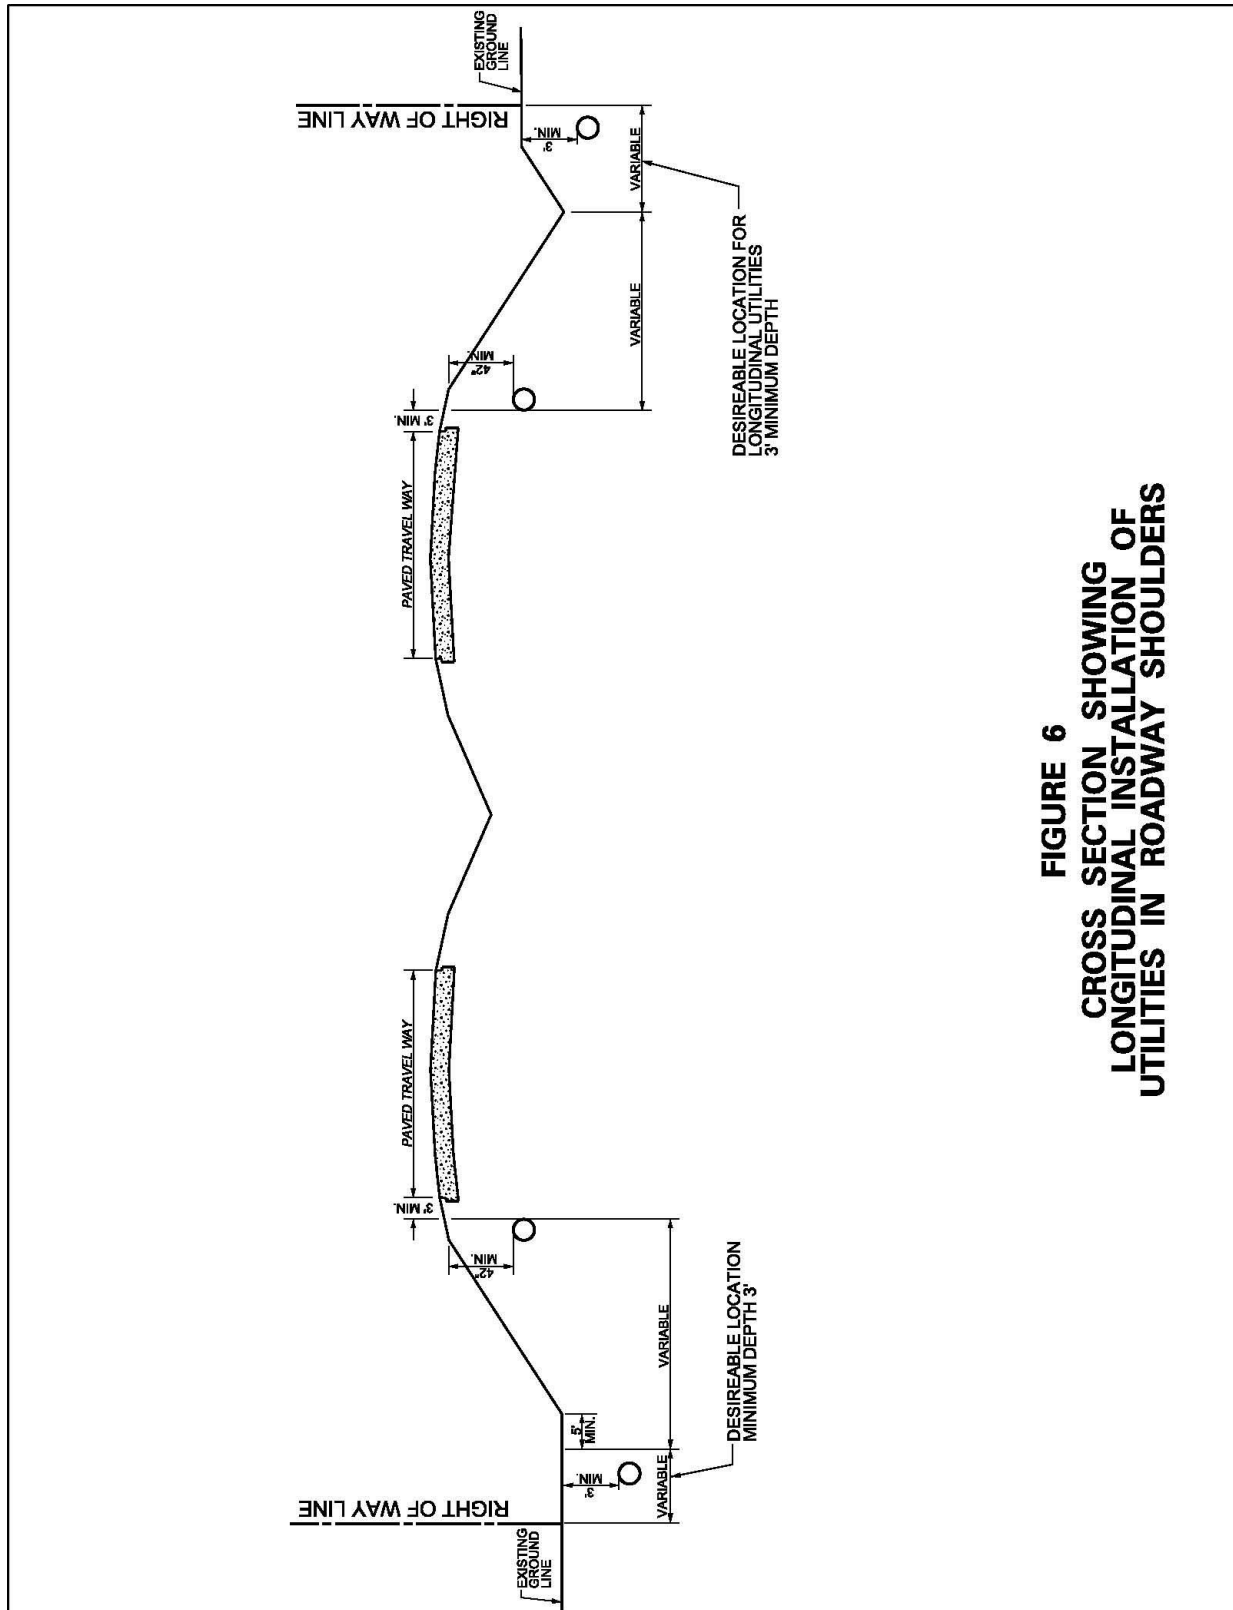 EXISTING
GROUND
LINE
RIGHT OF WAY LINE
3'
MIN.
VARIABLE
5'
MIN.
VARIABLE
DESIREABLE LOCATION
MINIMUM DEPTH 3'
42"
MIN.
3' MIN.
PAVED TRAVEL WAY
PAVED TRAVEL WAY
3' MIN.
42"
MIN.
VARIABLE
DESIREABLE LOCATION FOR
LONGITUDINAL UTILITIES
3' MINIMUM DEPTH
VARIABLE
3'
MIN.
RIGHT OF WAY LINE
EXISTING
GROUND
LINE
FIGURE 6
CROSS SECTION SHOWING
LONGITUDINAL INSTALLATION OF
UTILITIES IN ROADWAY SHOULDERS